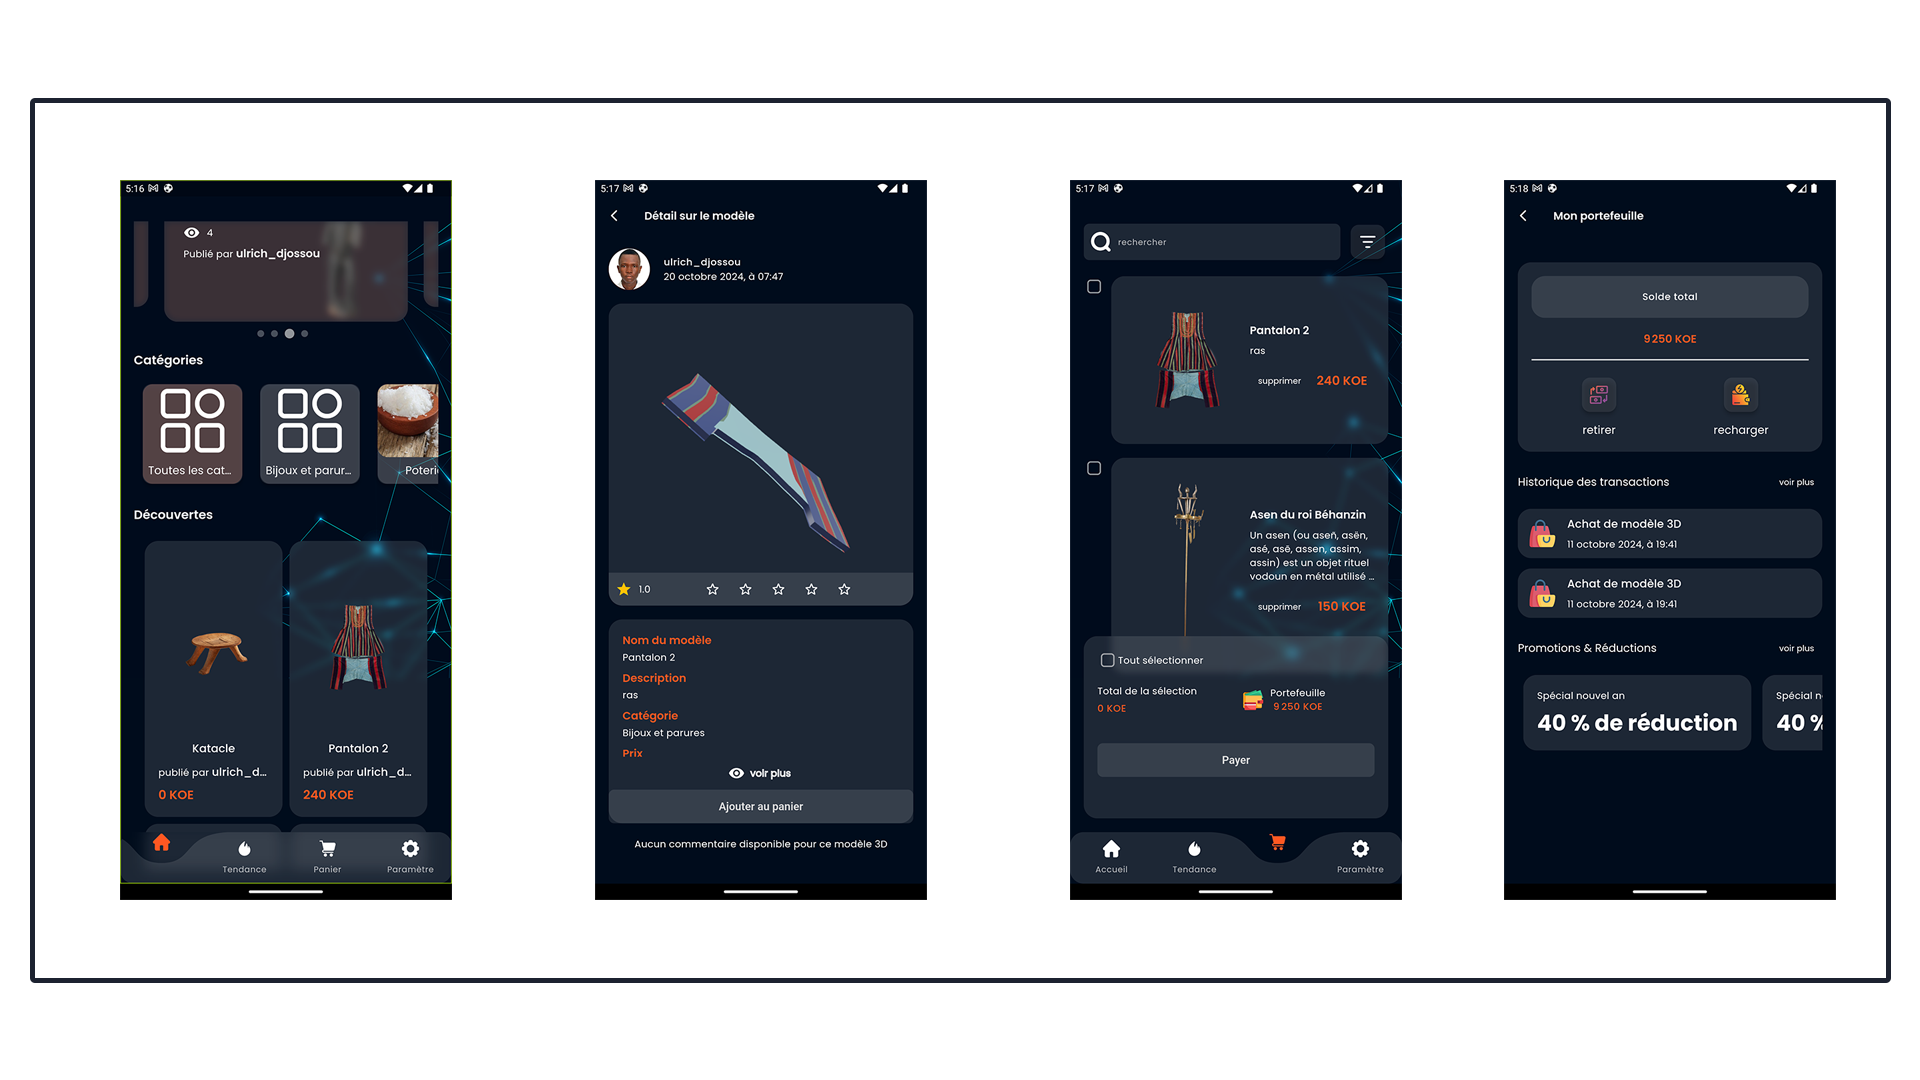 5:16
4
Publié par ulrich_djossou
Catégories
Toutes les cat...
Bijoux et parur...
Poteri
Découvertes
Katacle
publié par ulrich_d...
0 KOE
Pantalon 2
publié par ulrich_d...
240 KOE
Tendance
Panier
Paramètre
5:17
Détail sur le modèle
ulrich_djossou
20 octobre 2024, à 07:47
1.0
Nom du modèle
Pantalon 2
Description
ras
Catégorie
Bijoux et parures
Prix
voir plus
Ajouter au panier
Aucun commentaire disponible pour ce modèle 3D
5:17
rechercher
Pantalon 2
ras
supprimer 240 KOE
Asen du roi Béhanzin
Un asen (ou aseñ, asên,
asé, asê, assen, assim,
assin) est un objet rituel
vodoun en métal utilisé ...
supprimer 150 KOE
Tout sélectionner
Total de la sélection
0 KOE
Portefeuille
9 250 KOE
Payer
Accueil
Tendance
Paramètre
5:18
Mon portefeuille
Solde total
9 250 KOE
retirer
recharger
Historique des transactions voir plus
Achat de modèle 3D
11 octobre 2024, à 19:41
Achat de modèle 3D
11 octobre 2024, à 19:41
Promotions & Réductions voir plus
Spécial nouvel an
40 % de réduction
Spécial n
40 %